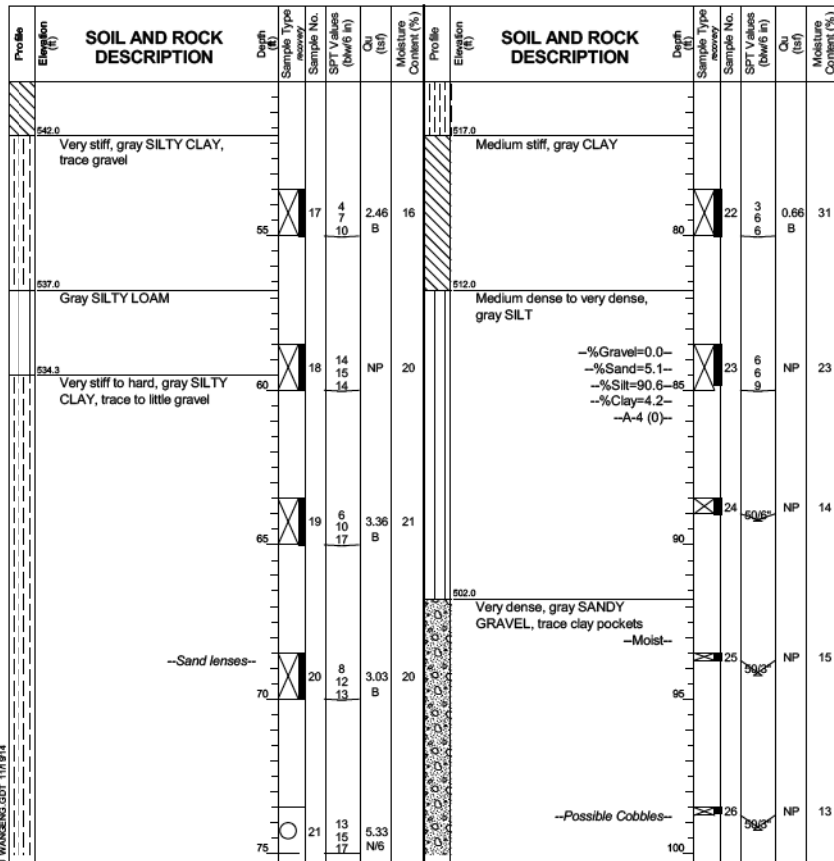 Profile
Elevation (ft)
SOIL AND ROCK DESCRIPTION
Depth (ft)
Sample Type recovery
Sample No.
SPT Values (blw/6 in)
Qu (tsf)
Moisture Content (%)
542.0
Very stiff, gray SILTY CLAY,
trace gravel
17 4 7 10 2.46 B 16
55
537.0
Gray SILTY LOAM
18 14 15 14 NP 20
534.3
60
Very stiff to hard, gray SILTY
CLAY, trace to little gravel
19 6 10 17 3.36 B 21
65
--Sand lenses--
20 8 12 13 3.03 B 20
70
21 13 15 17 5.33 N/6
75
WANGENG.GDT 11/19/14
Profile
Elevation (ft)
SOIL AND ROCK DESCRIPTION
Depth (ft)
Sample Type recovery
Sample No.
SPT Values (blw/6 in)
Qu (tsf)
Moisture Content (%)
517.0
Medium stiff, gray CLAY
22 3 6 6 0.66 B 31
80
512.0
Medium dense to very dense,
gray SILT
--%Gravel=0.0--
--%Sand=5.1--
--%Silt=90.6--
--%Clay=4.2--
--A-4 (0)--
23 6 6 9 NP 23
85
24 50/6" NP 14
90
502.0
Very dense, gray SANDY
GRAVEL, trace clay pockets
--Moist--
25 50/3" NP 15
95
--Possible Cobbles--
26 50/3" NP 13
100